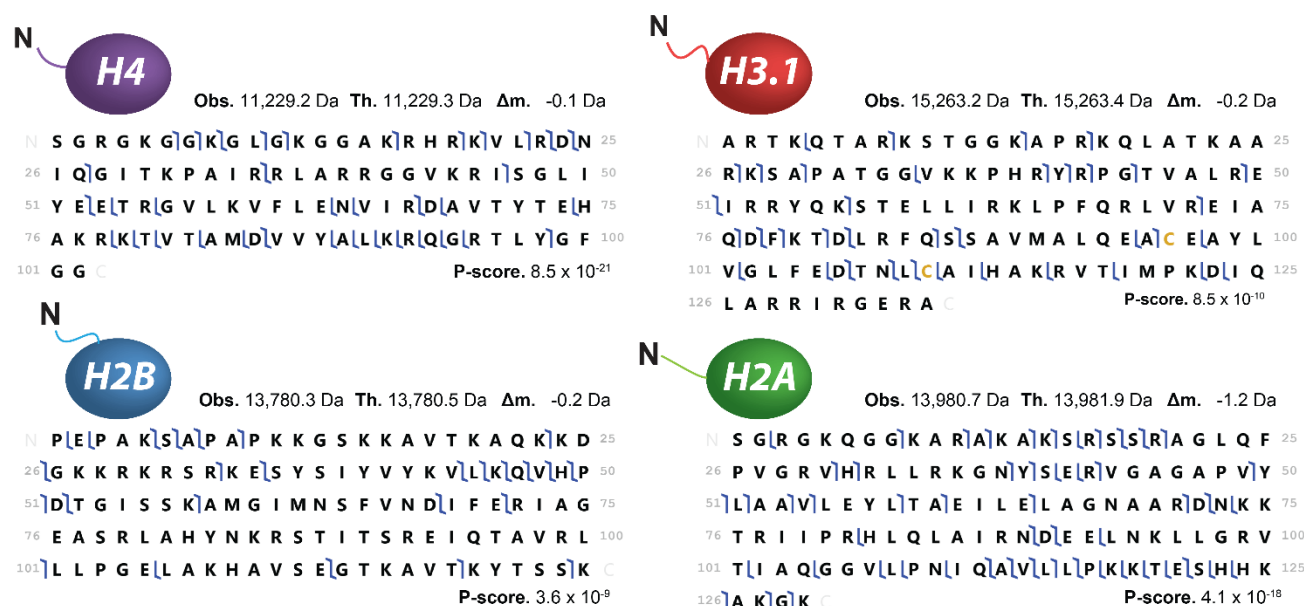 N
H4
Obs. 11,229.2 Da Th. 11,229.3 Da Δm. -0.1 Da
N S G R G K G G K G L G K G G A K R H R K V L R D N 25
26 I Q G I T K P A I R R L A R R G G V K R I S G L I 50
51 Y E E T R G V L K V F L E N V I R D A V T Y T E H 75
76 A K R K T V T A M D V V Y A L K R Q G R T L Y G F 100
101 G G C
P-score. 8.5 x 10⁻²¹
N
H3.1
Obs. 15,263.2 Da Th. 15,263.4 Da Δm. -0.2 Da
N A R T K Q T A R K S T G G K A P R K Q L A T K A A 25
26 R K S A P A T G G V K K P H R Y R P G T V A L R E 50
51 I R R Y Q K S T E L L I R K L P F Q R L V R E I A 75
76 Q D F K T D L R F Q S S A V M A L Q E A C E A Y L 100
101 V G L F E D T N L C A I H A K R V T I M P K D I Q 125
126 L A R R I R G E R A C
P-score. 8.5 x 10⁻¹⁰
N
H2B
Obs. 13,780.3 Da Th. 13,780.5 Da Δm. -0.2 Da
N P E P A K S A P A P K K G S K K A V T K A Q K K D 25
26 G K K R K R S R K E S Y S I Y V Y K V L K Q V H P 50
51 D T G I S S K A M G I M N S F V N D I F E R I A G 75
76 E A S R L A H Y N K R S T I T S R E I Q T A V R L 100
101 L L P G E L A K H A V S E G T K A V T K Y T S S K C
P-score. 3.6 x 10⁻⁹
N
H2A
Obs. 13,980.7 Da Th. 13,981.9 Da Δm. -1.2 Da
N S G R G K Q G G K A R A K A K S R S S R A G L Q F 25
26 P V G R V H R L L R K G N Y S E R V G A G A P V Y 50
51 L A A V L E Y L T A E I L E L A G N A A R D N K K 75
76 T R I I P R H L Q L A I R N D E E L N K L L G R V 100
101 T I A Q G G V L P N I Q A V L L P K K T E S H H K 125
126 A K G K C
P-score. 4.1 x 10⁻¹⁸